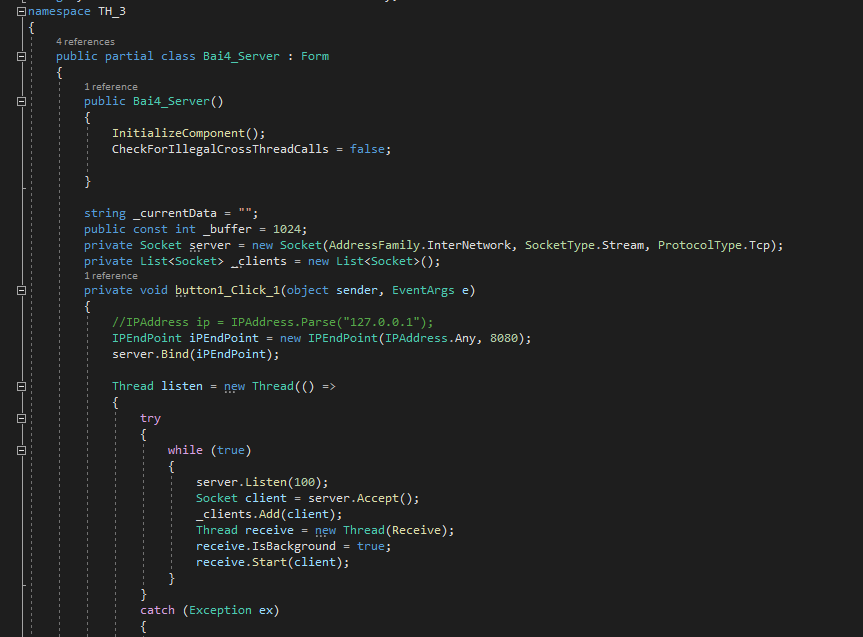 namespace TH_3
{
4 references
public partial class Bai4_Server : Form
{
1 reference
public Bai4_Server()
{
InitializeComponent();
CheckForIllegalCrossThreadCalls = false;
}
string _currentData = "";
public const int _buffer = 1024;
private Socket server = new Socket(AddressFamily.InterNetwork, SocketType.Stream, ProtocolType.Tcp);
private List<Socket> _clients = new List<Socket>();
1 reference
private void button1_Click_1(object sender, EventArgs e)
{
//IPAddress ip = IPAddress.Parse("127.0.0.1");
IPEndPoint iPEndPoint = new IPEndPoint(IPAddress.Any, 8080);
server.Bind(iPEndPoint);
Thread listen = new Thread(() =>
{
try
{
while (true)
{
server.Listen(100);
Socket client = server.Accept();
_clients.Add(client);
Thread receive = new Thread(Receive);
receive.IsBackground = true;
receive.Start(client);
}
}
catch (Exception ex)
{